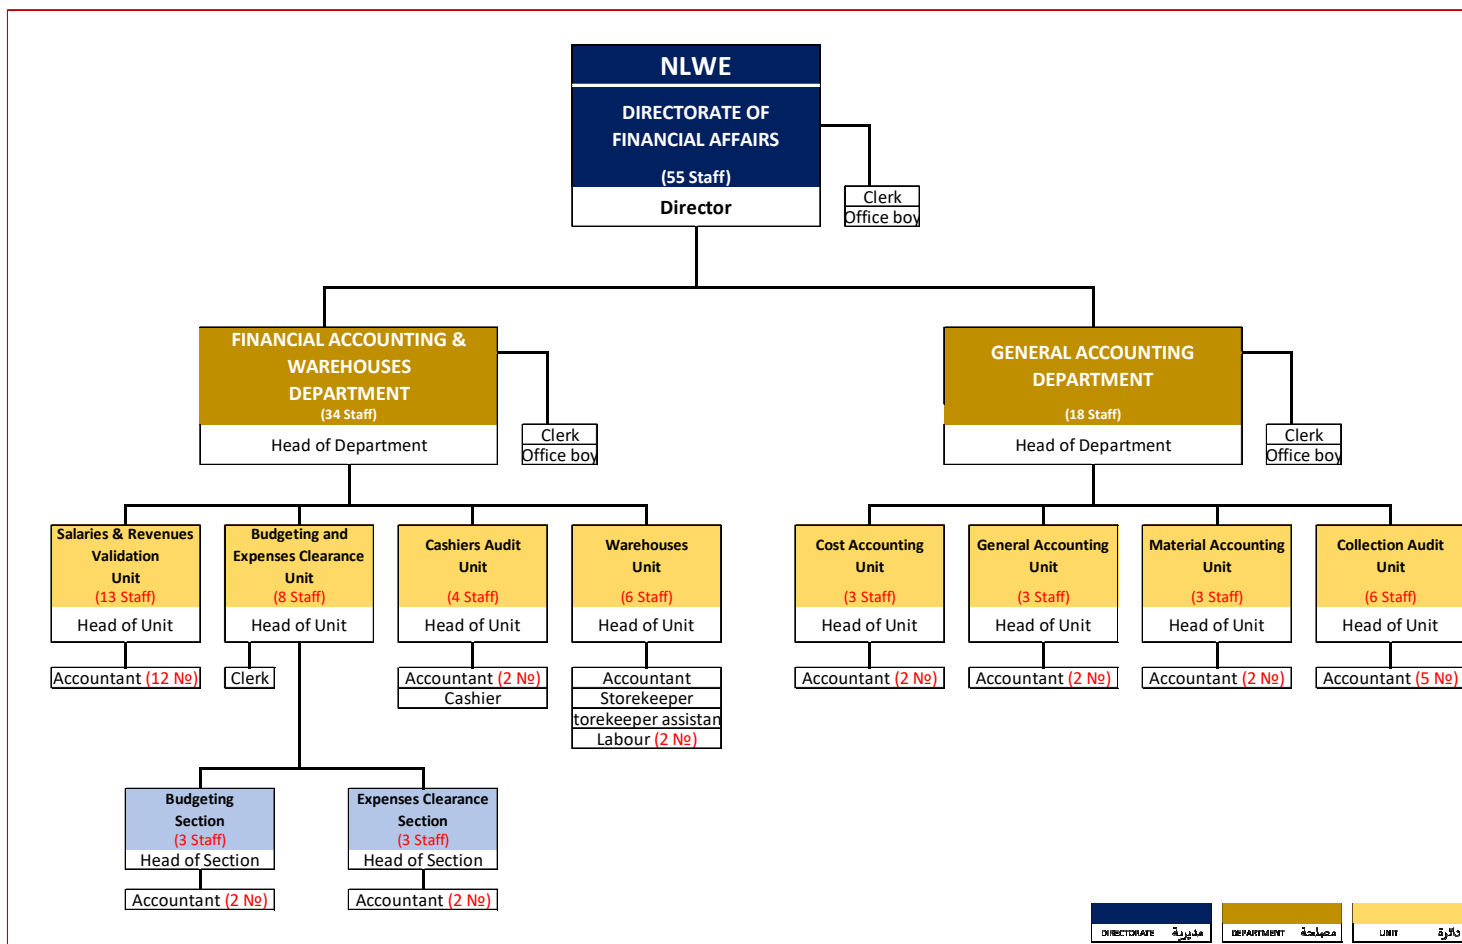 NLWE
DIRECTORATE OF
FINANCIAL AFFAIRS
(55 Staff)
Director
Clerk
Office boy
FINANCIAL ACCOUNTING &
WAREHOUSES
DEPARTMENT
(34 Staff)
Head of Department
Clerk
Office boy
GENERAL ACCOUNTING
DEPARTMENT
(18 Staff)
Head of Department
Clerk
Office boy
Salaries & Revenues
Validation
Unit
(13 Staff)
Head of Unit
Accountant (12 №)
Budgeting and
Expenses Clearance
Unit
(8 Staff)
Head of Unit
Clerk
Cashiers Audit
Unit
(4 Staff)
Head of Unit
Accountant (2 №)
Cashier
Warehouses
Unit
(6 Staff)
Head of Unit
Accountant
Storekeeper
torekeeper assistan
Labour (2 №)
Cost Accounting
Unit
(3 Staff)
Head of Unit
Accountant (2 №)
General Accounting
Unit
(3 Staff)
Head of Unit
Accountant (2 №)
Material Accounting
Unit
(3 Staff)
Head of Unit
Accountant (2 №)
Collection Audit
Unit
(6 Staff)
Head of Unit
Accountant (5 №)
Budgeting
Section
(3 Staff)
Head of Section
Accountant (2 №)
Expenses Clearance
Section
(3 Staff)
Head of Section
Accountant (2 №)
DIRECTORATE مديرية
DEPARTMENT مصلحة
UNIT دائرة